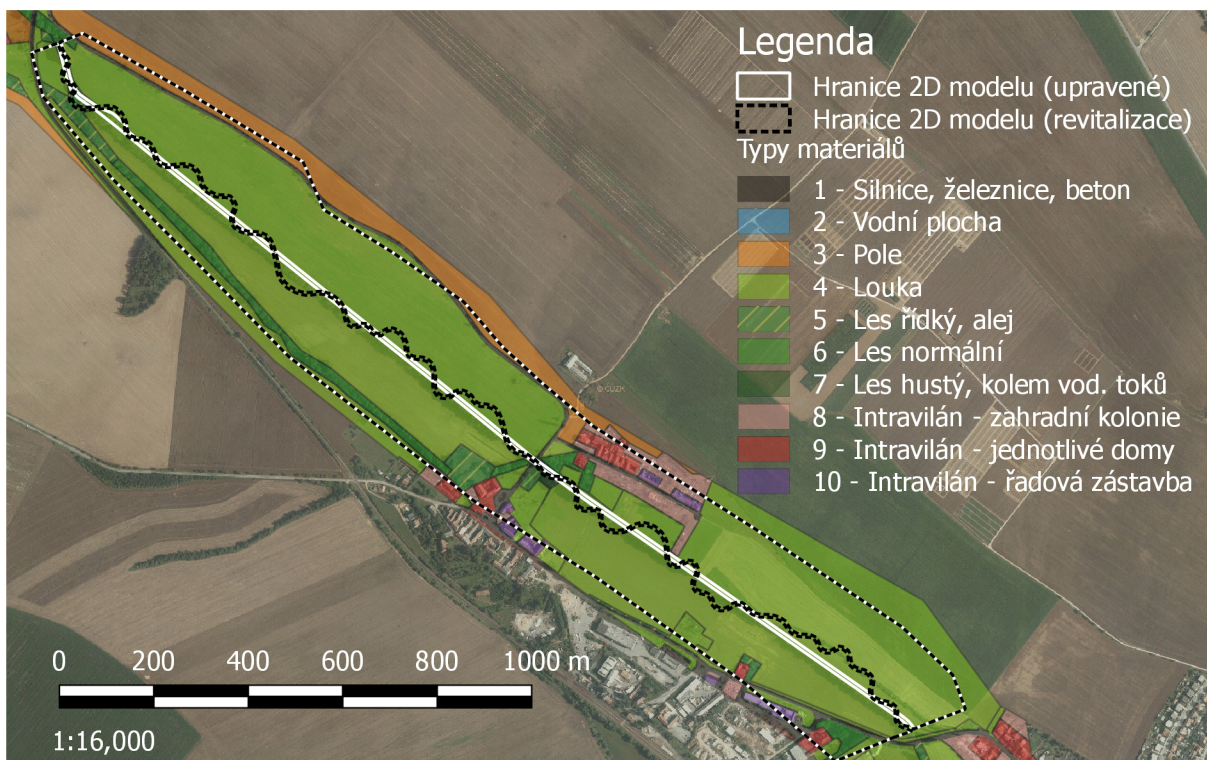 Legenda
Hranice 2D modelu (upravené)
Hranice 2D modelu (revitalizace)
Typy materiálů
1 - Silnice, železnice, beton
2 - Vodní plocha
3 - Pole
4 - Louka
5 - Les řídký, alej
6 - Les normální
7 - Les hustý, kolem vod. toků
8 - Intravilán - zahradní kolonie
9 - Intravilán - jednotlivé domy
10 - Intravilán - řadová zástavba
© ČÚZK
0 200 400 600 800 1000 m
1:16,000